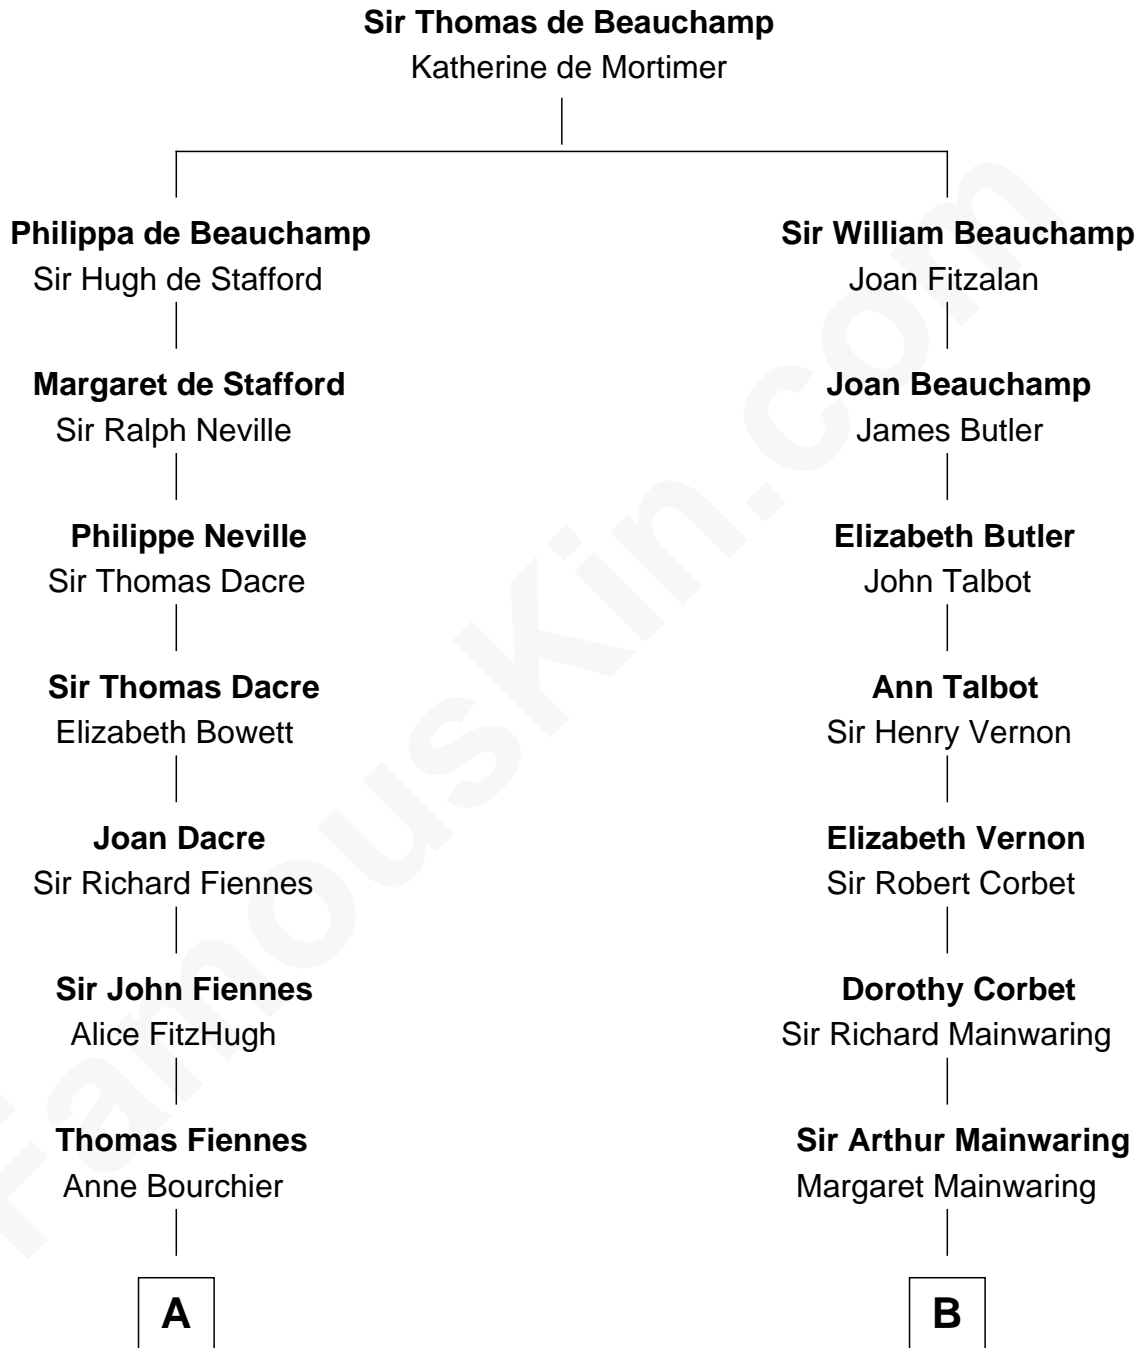 Sir Thomas de Beauchamp
Katherine de Mortimer
Philippa de Beauchamp
Sir Hugh de Stafford
Margaret de Stafford
Sir Ralph Neville
Philippe Neville
Sir Thomas Dacre
Sir Thomas Dacre
Elizabeth Bowett
Joan Dacre
Sir Richard Fiennes
Sir John Fiennes
Alice FitzHugh
Thomas Fiennes
Anne Bourchier
A
Sir William Beauchamp
Joan Fitzalan
Joan Beauchamp
James Butler
Elizabeth Butler
John Talbot
Ann Talbot
Sir Henry Vernon
Elizabeth Vernon
Sir Robert Corbet
Dorothy Corbet
Sir Richard Mainwaring
Sir Arthur Mainwaring
Margaret Mainwaring
B
FamousKin.com